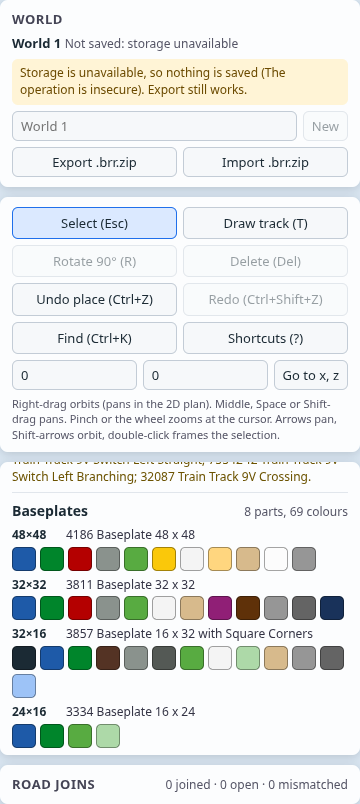 WORLD
World 1 Not saved: storage unavailable
Storage is unavailable, so nothing is saved (The
operation is insecure). Export still works.
World 1 New
Export .brr.zip Import .brr.zip
Select (Esc) Draw track (T)
Rotate 90° (R) Delete (Del)
Undo place (Ctrl+Z) Redo (Ctrl+Shift+Z)
Find (Ctrl+K) Shortcuts (?)
0 0 Go to x, z
Right-drag orbits (pans in the 2D plan). Middle, Space or Shift-
drag pans. Pinch or the wheel zooms at the cursor. Arrows pan,
Shift-arrows orbit, double-click frames the selection.
Switch Left Branching; 32087 Train Track 9V Crossing.
Baseplates 8 parts, 69 colours
48×48 4186 Baseplate 48 x 48
32×32 3811 Baseplate 32 x 32
32×16 3857 Baseplate 16 x 32 with Square Corners
24×16 3334 Baseplate 16 x 24
ROAD JOINS 0 joined · 0 open · 0 mismatched